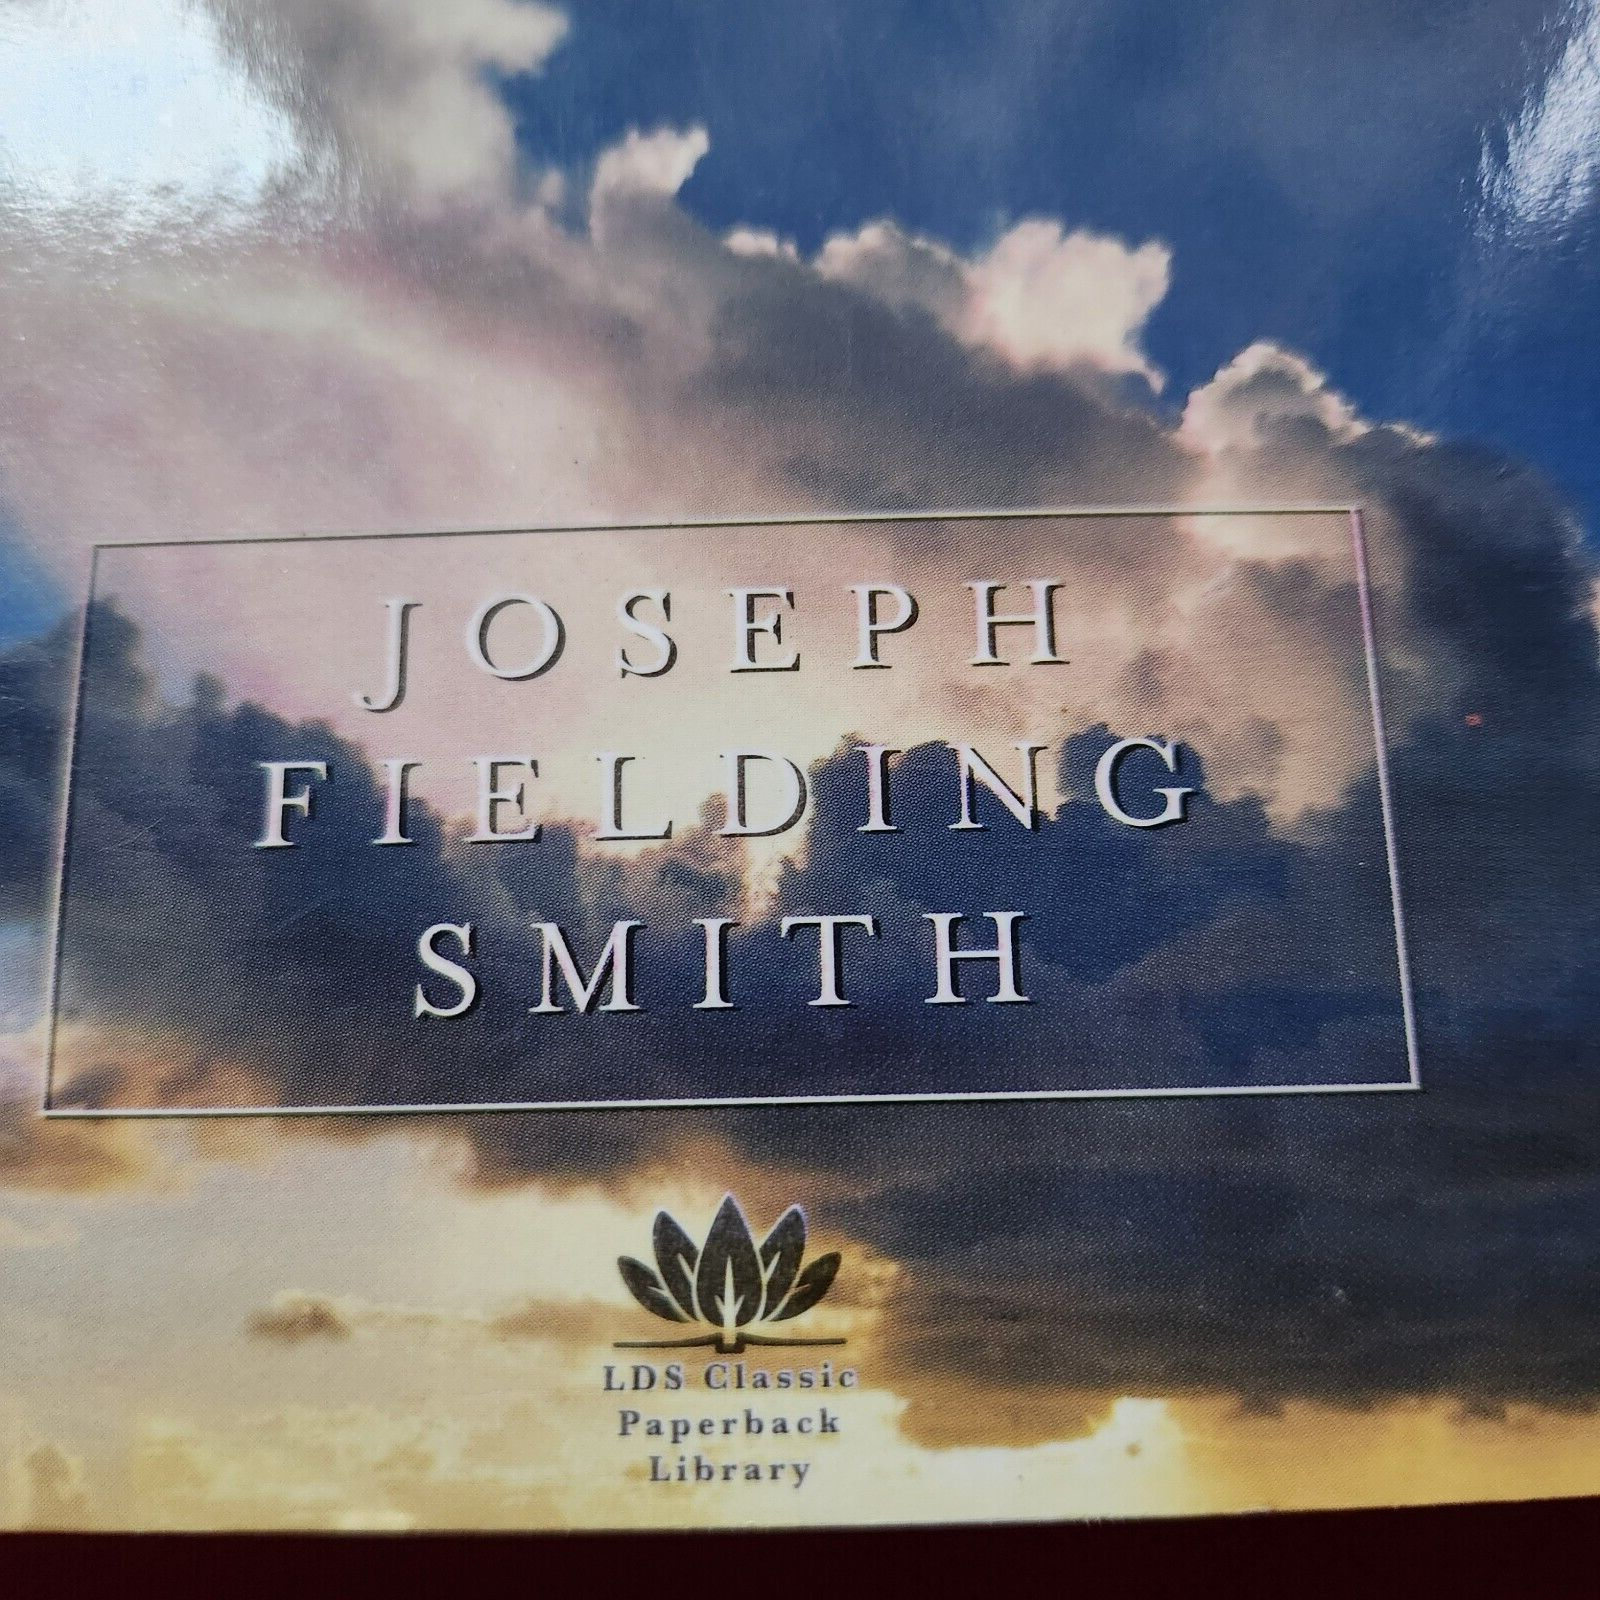 JOSEPH
FIELDING
SMITH
LDS Classic
Paperback
Library